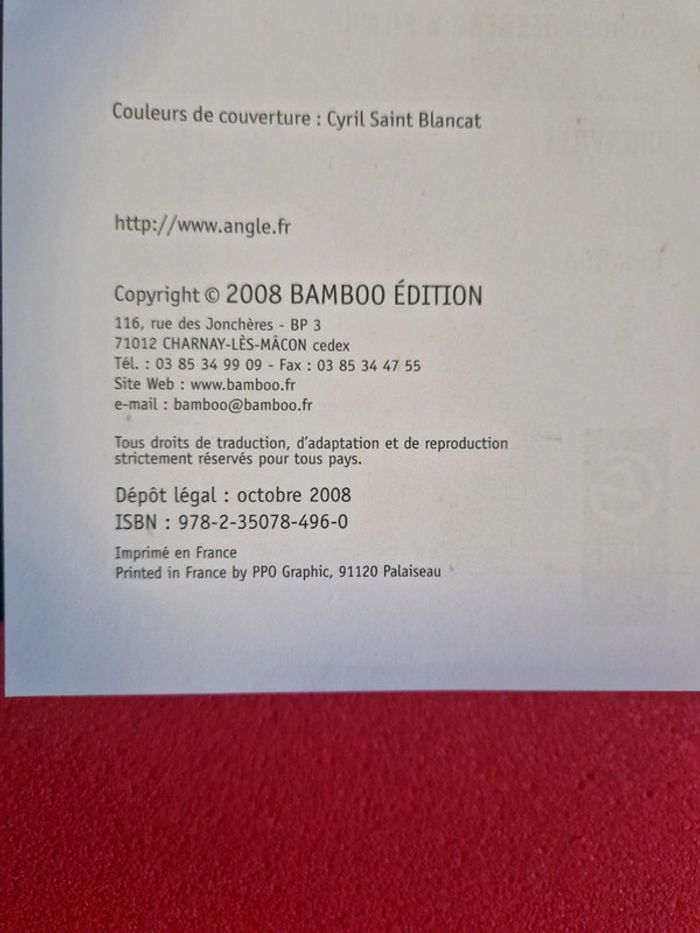 Couleurs de couverture : Cyril Saint Blancat
http://www.angle.fr
Copyright © 2008 BAMBOO ÉDITION
116, rue des Jonchères - BP 3
71012 CHARNAY-LÈS-MÂCON cedex
Tél. : 03 85 34 99 09 - Fax : 03 85 34 47 55
Site Web : www.bamboo.fr
e-mail : bamboo@bamboo.fr
Tous droits de traduction, d'adaptation et de reproduction
strictement réservés pour tous pays.
Dépôt légal : octobre 2008
ISBN : 978-2-35078-496-0
Imprimé en France
Printed in France by PPO Graphic, 91120 Palaiseau